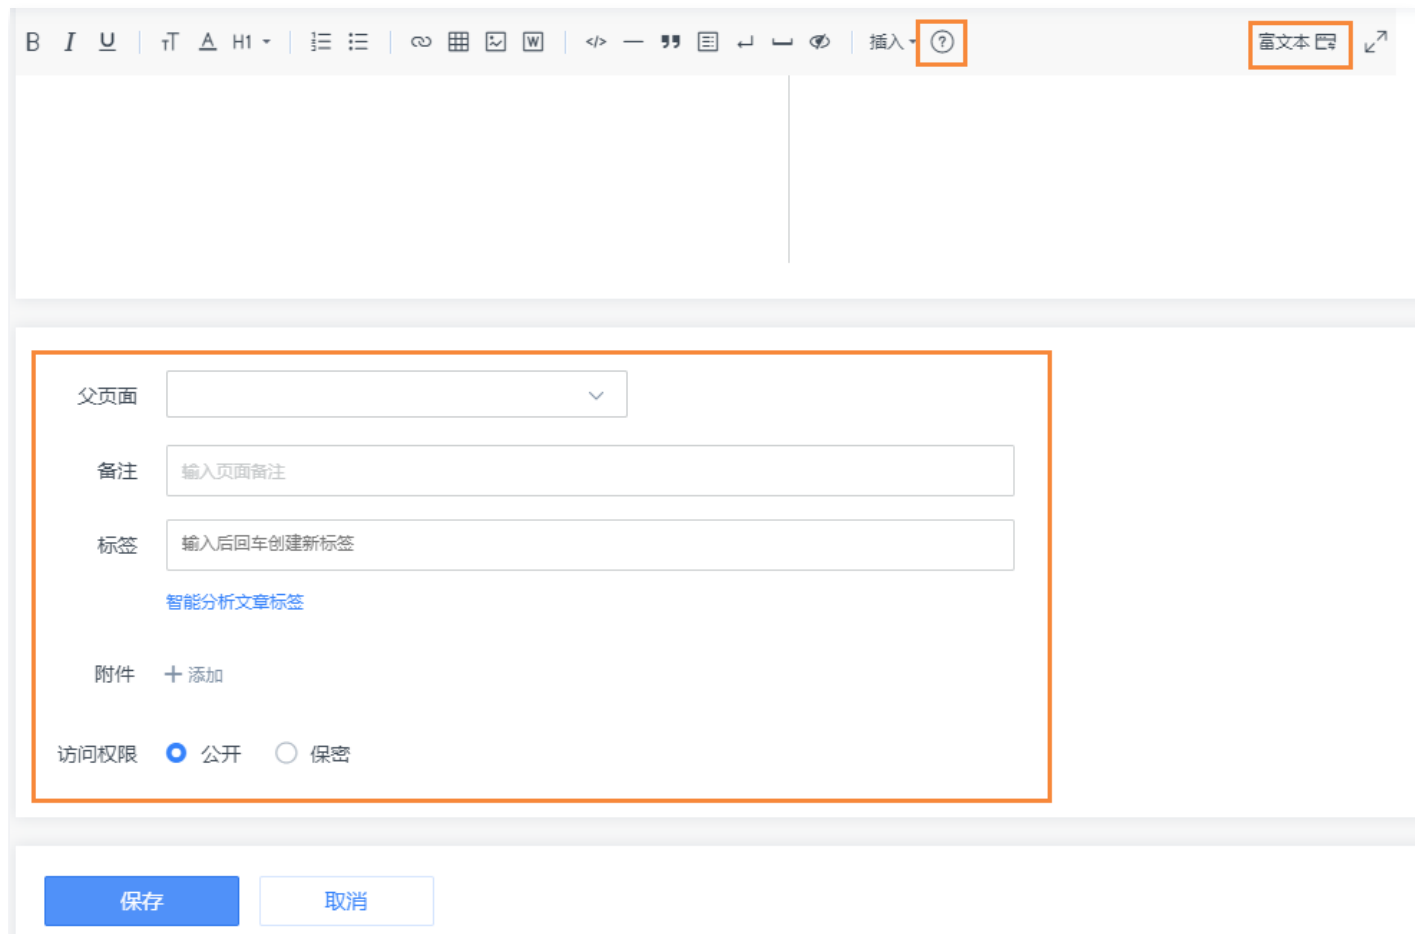 B I U тT A H1 W </> 插入 ? 富文本
父页面
备注 输入页面备注
标签 输入后回车创建新标签
智能分析文章标签
附件 + 添加
访问权限 公开 保密
保存 取消